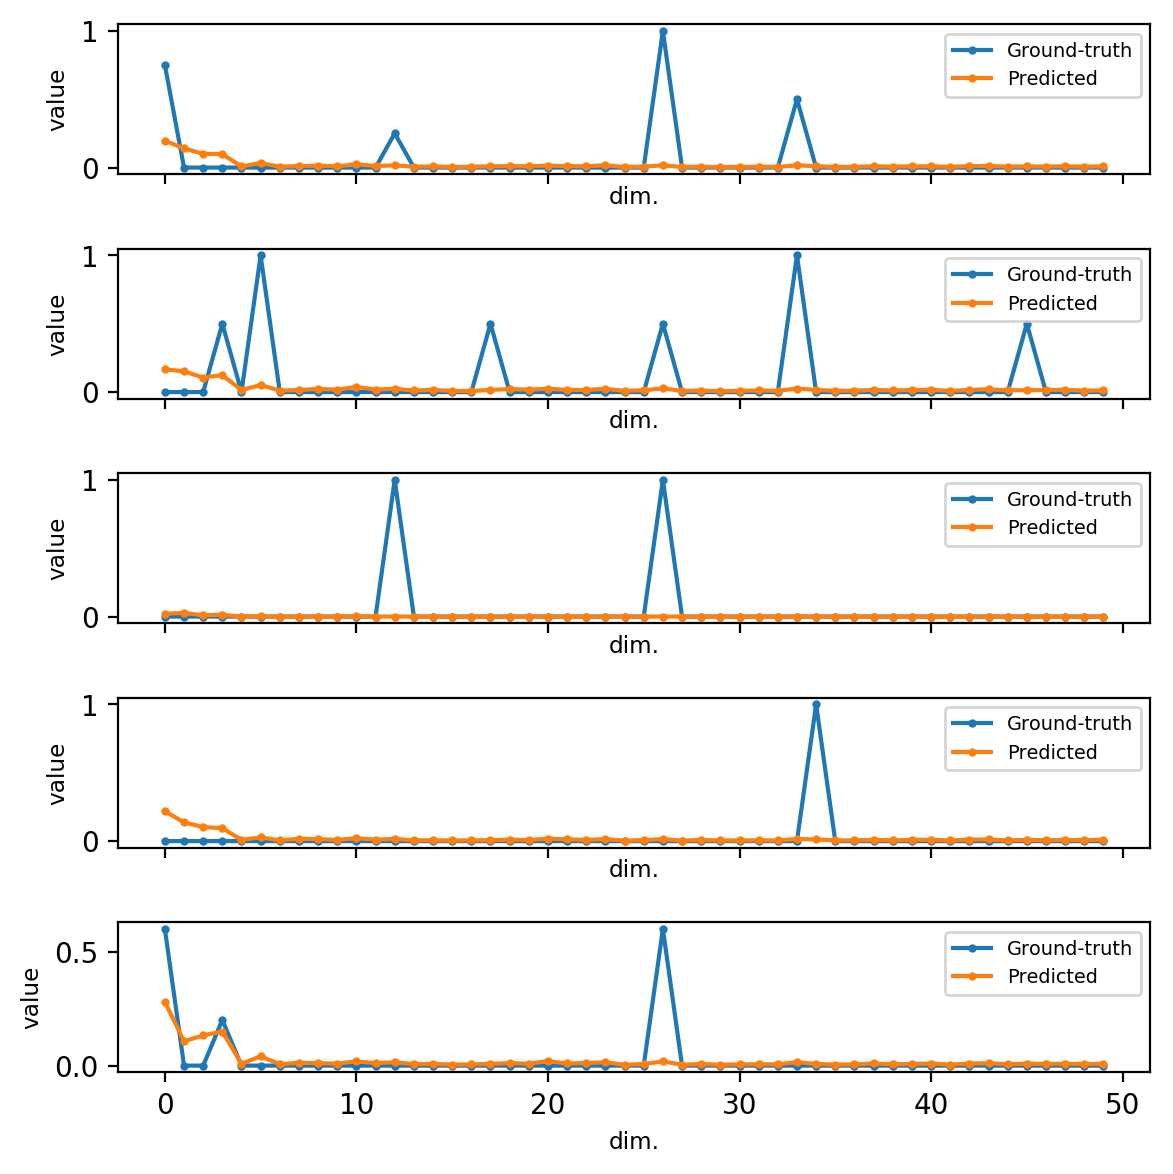 1
value
0
Ground-truth
Predicted
dim.
1
value
0
Ground-truth
Predicted
dim.
1
value
0
Ground-truth
Predicted
dim.
1
value
0
Ground-truth
Predicted
dim.
0.5
value
0.0
Ground-truth
Predicted
0 10 20 30 40 50
dim.